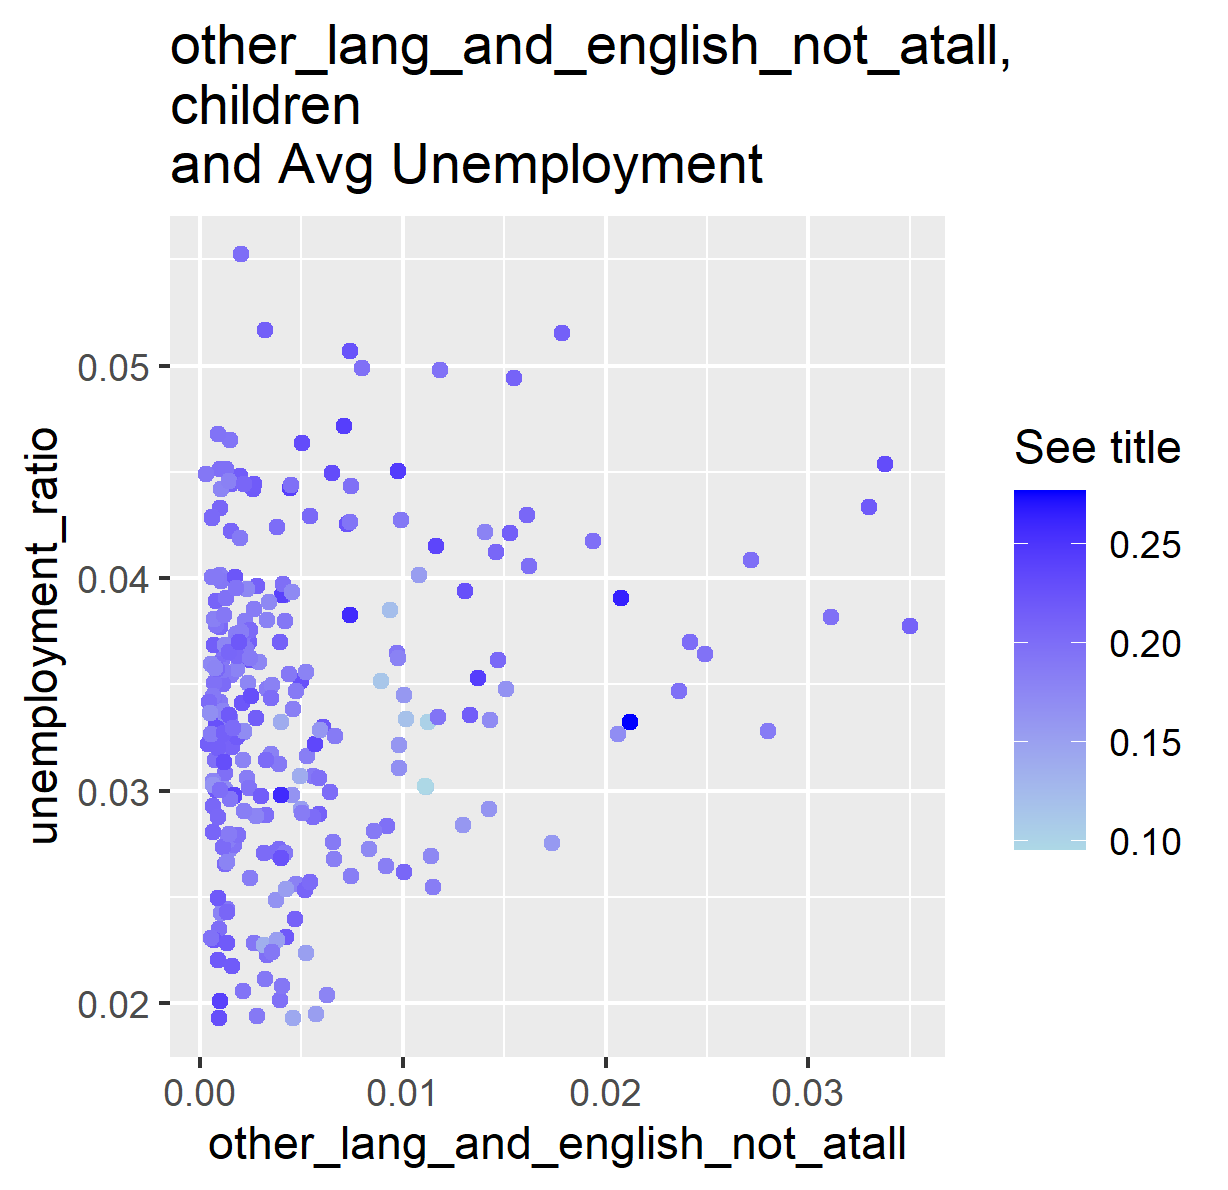 other_lang_and_english_not_atall,
children
and Avg Unemployment
unemployment_ratio
0.05
0.04
0.03
0.02
0.00
0.01
0.02
0.03
other_lang_and_english_not_atall
See title
0.25
0.20
0.15
0.10